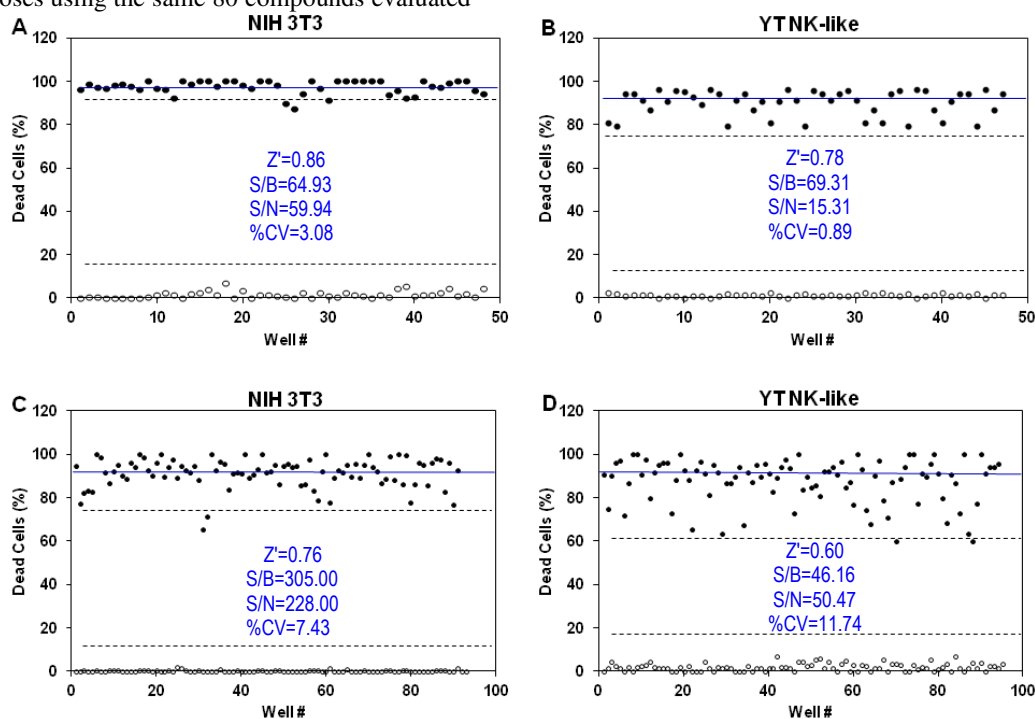 oses using the same 80 compounds evaluated
A
NIH 3T3
120
100
80
60
40
20
0
0
10
20
30
40
50
Dead Cells (%)
Well #
Z'=0.86
S/B=64.93
S/N=59.94
%CV=3.08
B
YT NK-like
120
100
80
60
40
20
0
0
10
20
30
40
50
Dead Cells (%)
Well #
Z'=0.78
S/B=69.31
S/N=15.31
%CV=0.89
C
NIH 3T3
120
100
80
60
40
20
0
0
20
40
60
80
100
Dead Cells (%)
Well #
Z'=0.76
S/B=305.00
S/N=228.00
%CV=7.43
D
YT NK-like
120
100
80
60
40
20
0
0
20
40
60
80
100
Dead Cells (%)
Well #
Z'=0.60
S/B=46.16
S/N=50.47
%CV=11.74